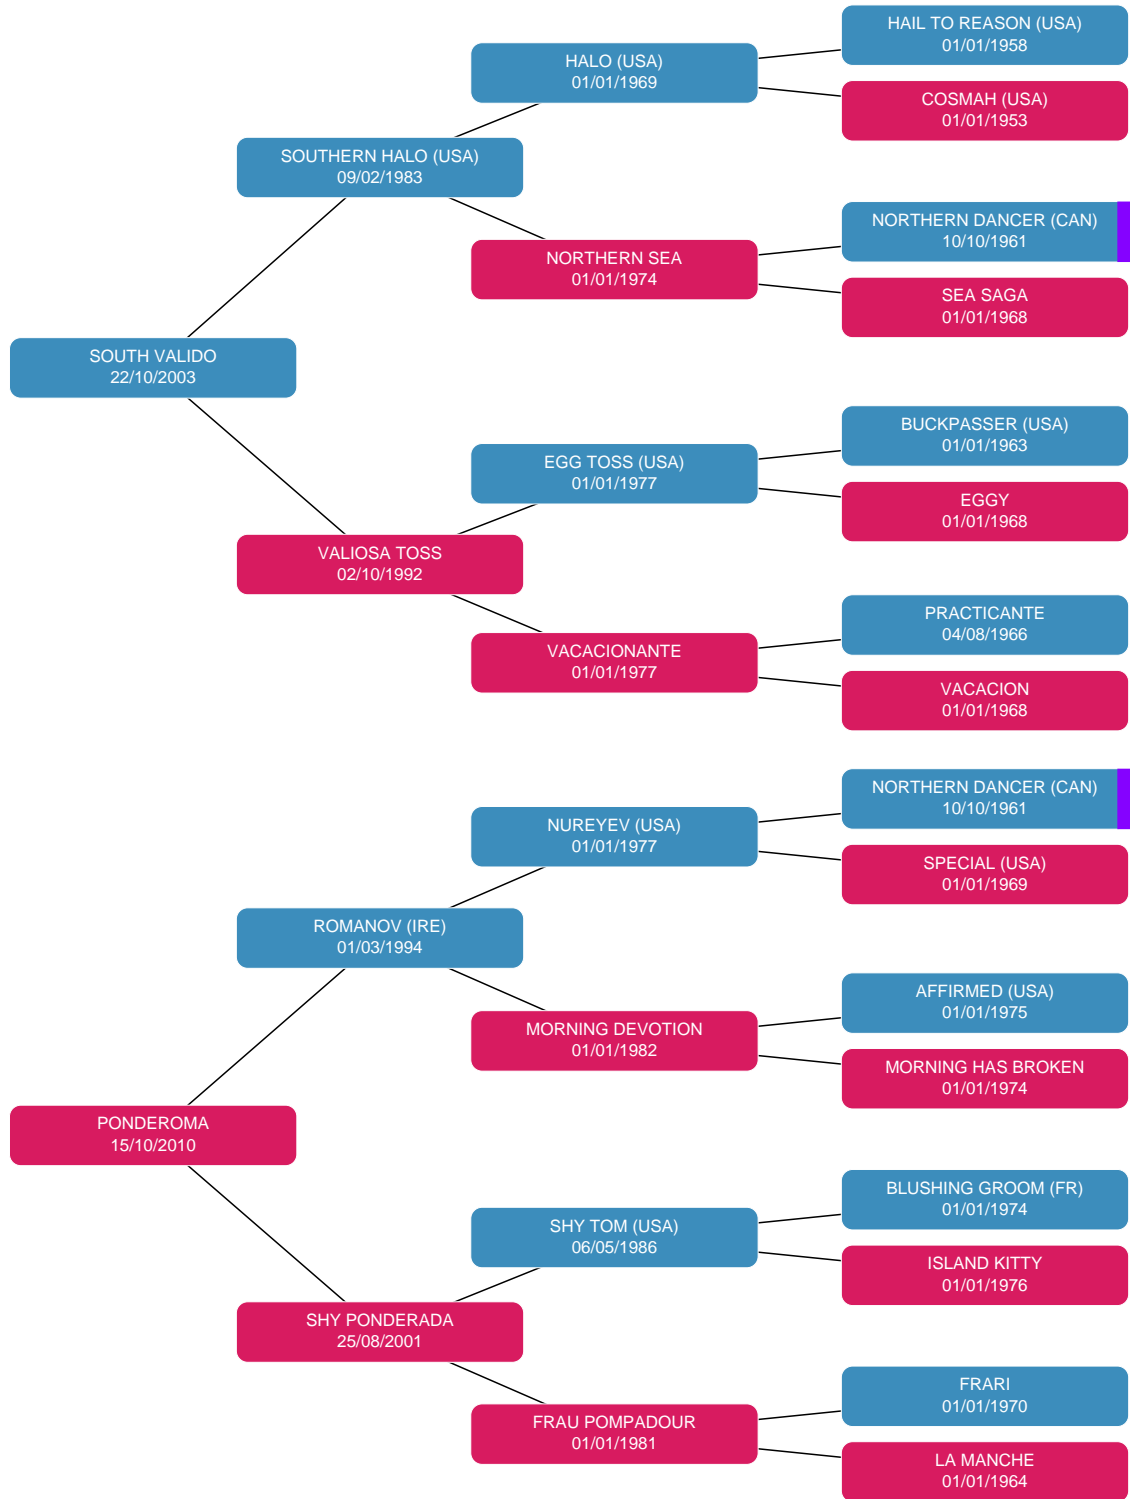 HAIL TO REASON (USA)
01/01/1958
HALO (USA)
01/01/1969
COSMAH (USA)
01/01/1953
SOUTHERN HALO (USA)
09/02/1983
NORTHERN DANCER (CAN)
10/10/1961
NORTHERN SEA
01/01/1974
SEA SAGA
01/01/1968
SOUTH VALIDO
22/10/2003
BUCKPASSER (USA)
01/01/1963
EGG TOSS (USA)
01/01/1977
EGGY
01/01/1968
VALIOSA TOSS
02/10/1992
PRACTICANTE
04/08/1966
VACACIONANTE
01/01/1977
VACACION
01/01/1968
NORTHERN DANCER (CAN)
10/10/1961
NUREYEV (USA)
01/01/1977
SPECIAL (USA)
01/01/1969
ROMANOV (IRE)
01/03/1994
AFFIRMED (USA)
01/01/1975
MORNING DEVOTION
01/01/1982
MORNING HAS BROKEN
01/01/1974
PONDEROMA
15/10/2010
BLUSHING GROOM (FR)
01/01/1974
SHY TOM (USA)
06/05/1986
ISLAND KITTY
01/01/1976
SHY PONDERADA
25/08/2001
FRARI
01/01/1970
FRAU POMPADOUR
01/01/1981
LA MANCHE
01/01/1964